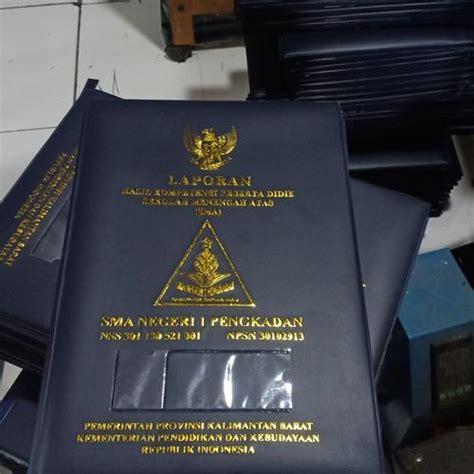 LAPORAN
HASIL KOMPETENSI PESERTA DIDIK
SEKOLAH MENENGAH ATAS
(SMA)
SMA NEGERI 1 PENGKADAN
NSS 301 130 521 001 NPSN 30102913
PEMERINTAH PROVINSI KALIMANTAN BARAT
KEMENTERIAN PENDIDIKAN DAN KEBUDAYAAN
REPUBLIK INDONESIA